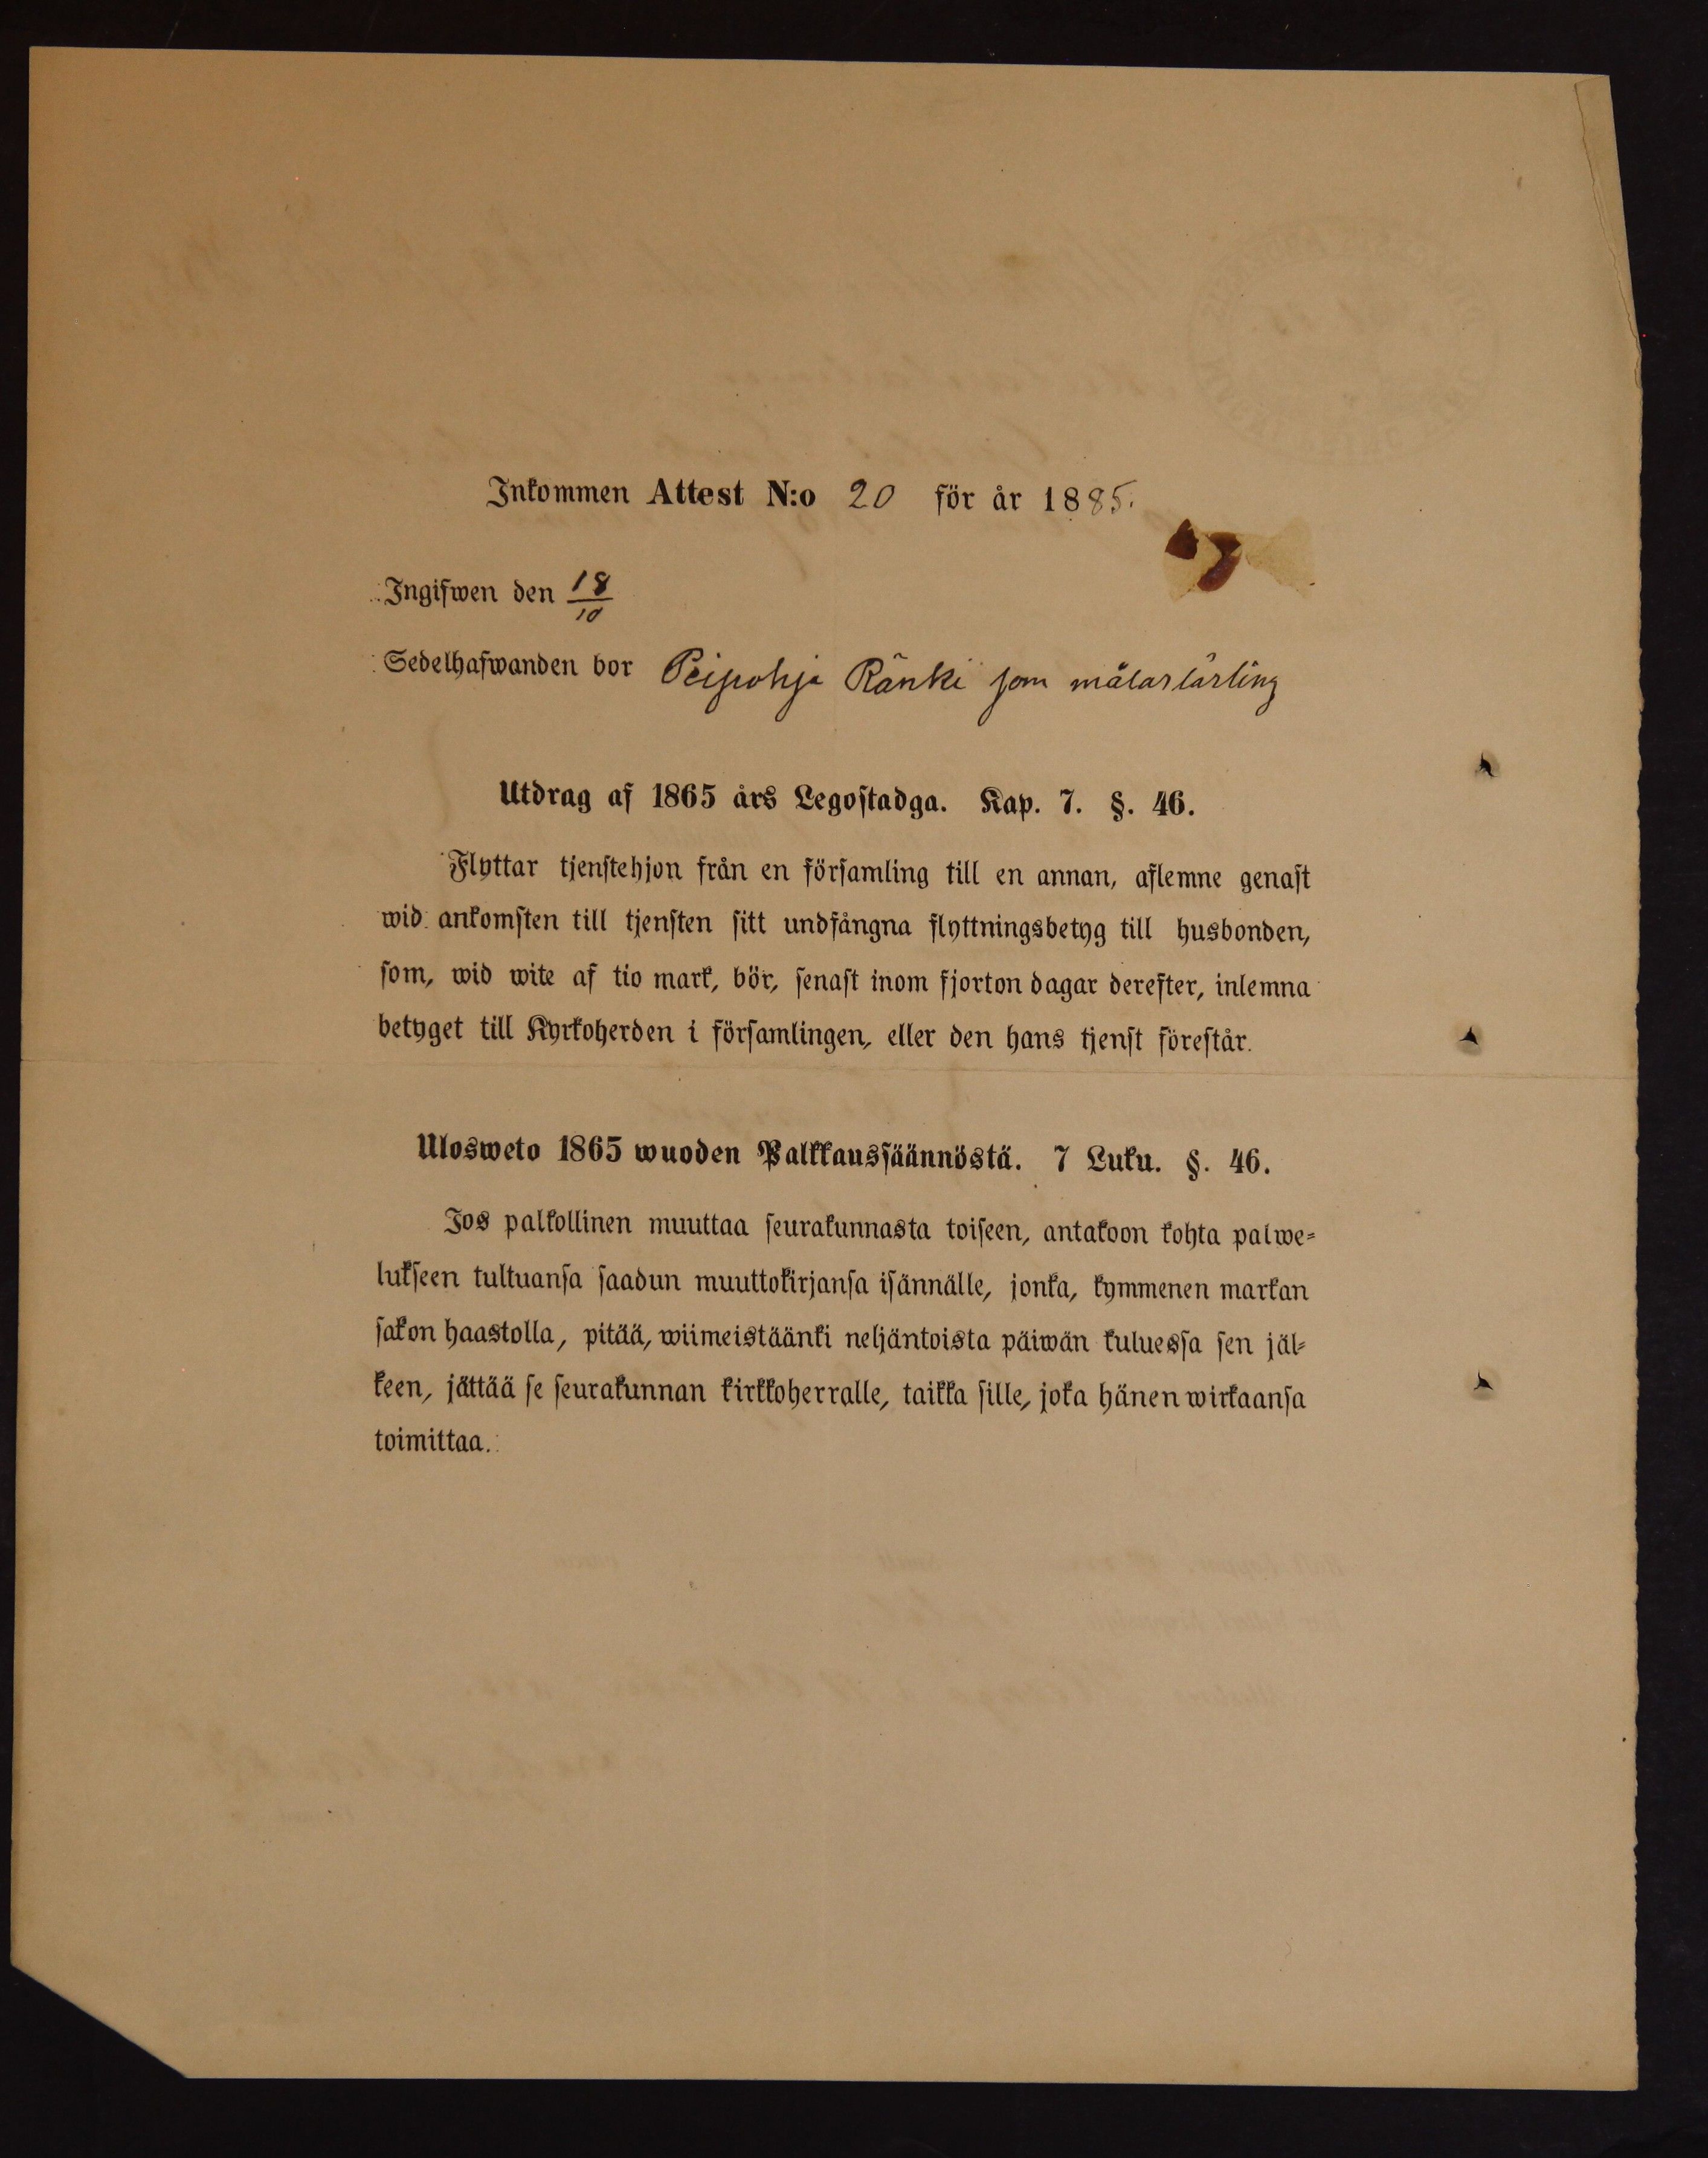 Inkommen Attest N:o 20 för år 1885.
Ingifwen den 18/10
Sedelhafwanden bor Peipohja Ränki som målarlärling
Utdrag af 1865 års Legostadga. Kap. 7. §. 46.
Flyttar tjenstehjon från en församling till en annan, aflemne genast
wid ankomsten till tjensten sitt undfångna flyttningsbetyg till husbonden,
som, wid wite af tio mark, bör, senast inom fjorton dagar derefter, inlemna
betyget till Kyrkoherden i församlingen, eller den hans tjenst förestår.
Ulosweto 1865 wuoden Palkkaussäännöstä. 7 Luku. §. 46.
Jos palkollinen muuttaa seurakunnasta toiseen, antakoon kohta palwe-
lukseen tultuansa saadun muuttokirjansa isännälle, jonka, kymmenen markan
sakon haastolla, pitää, wiimeistäänki neljäntoista päiwän kuluessa sen jäl-
keen, jättää se seurakunnan kirkkoherralle, taikka sille, joka hänen wirkaansa
toimittaa.